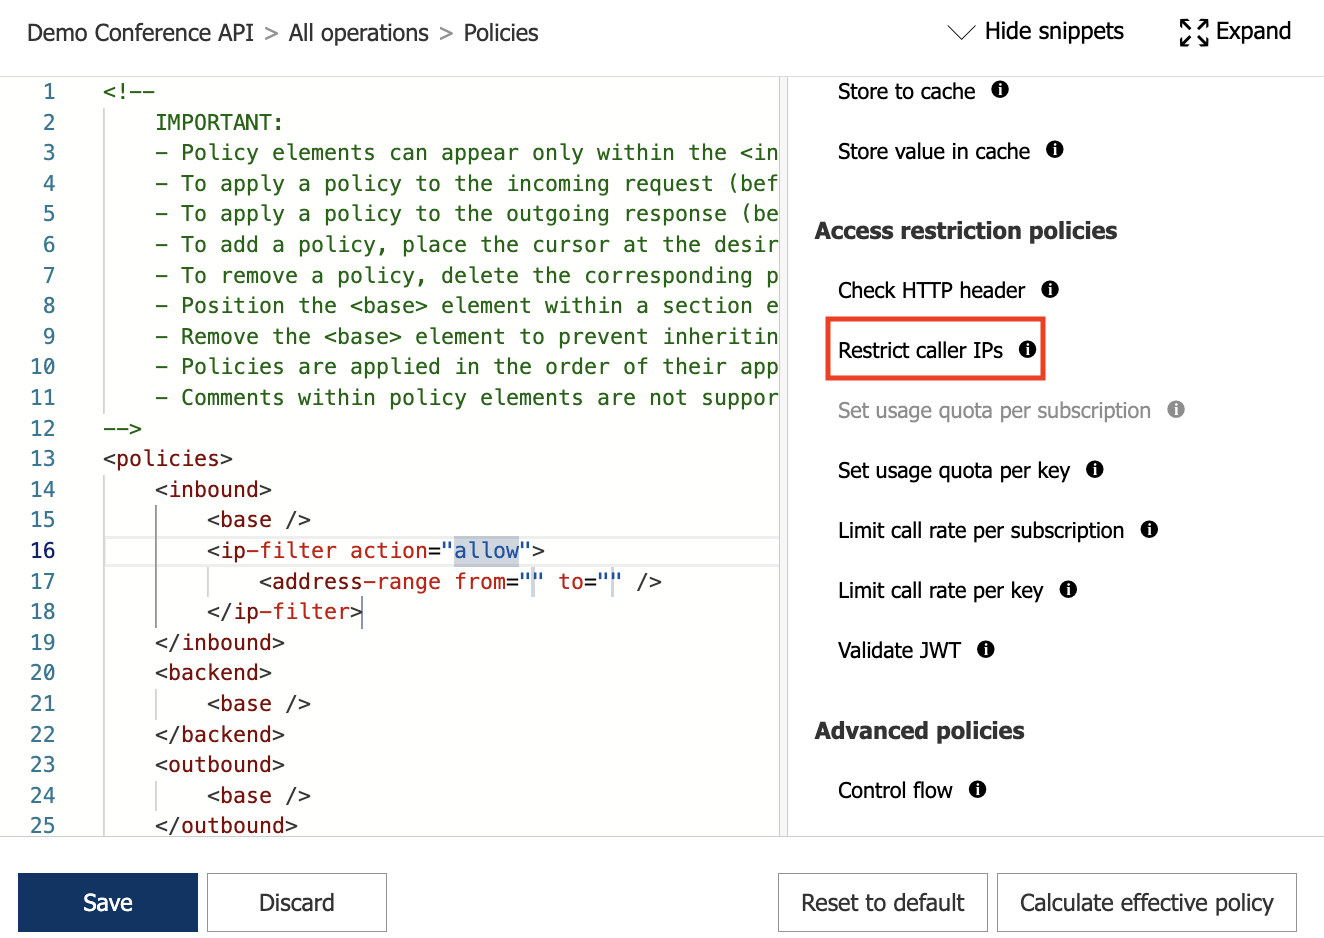 Demo Conference API > All operations > Policies
Hide snippets
Expand
1 <!--
2 IMPORTANT:
3 - Policy elements can appear only within the <in
4 - To apply a policy to the incoming request (bef
5 - To apply a policy to the outgoing response (be
6 - To add a policy, place the cursor at the desir
7 - To remove a policy, delete the corresponding p
8 - Position the <base> element within a section e
9 - Remove the <base> element to prevent inheritin
10 - Policies are applied in the order of their app
11 - Comments within policy elements are not suppor
12 -->
13 <policies>
14 <inbound>
15 <base />
16 <ip-filter action="allow">
17 <address-range from="" to="" />
18 </ip-filter>
19 </inbound>
20 <backend>
21 <base />
22 </backend>
23 <outbound>
24 <base />
25 </outbound>
Store to cache
Store value in cache
Access restriction policies
Check HTTP header
Restrict caller IPs
Set usage quota per subscription
Set usage quota per key
Limit call rate per subscription
Limit call rate per key
Validate JWT
Advanced policies
Control flow
Save
Discard
Reset to default
Calculate effective policy